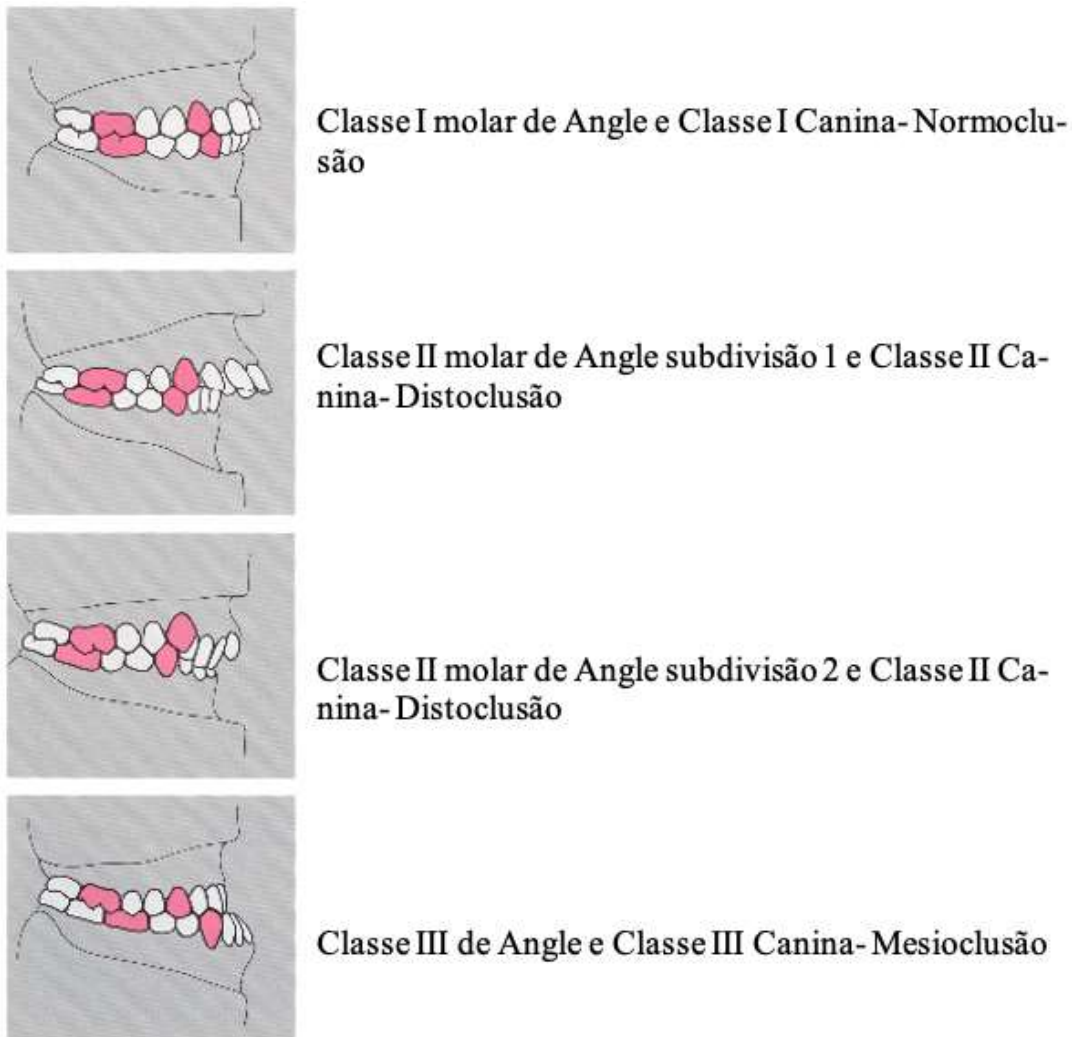 Classe I molar de Angle e Classe I Canina- Normoclu-
são
Classe II molar de Angle subdivisão 1 e Classe II Ca-
nina- Distoclusão
Classe II molar de Angle subdivisão 2 e Classe II Ca-
nina- Distoclusão
Classe III de Angle e Classe III Canina- Mesioclusão